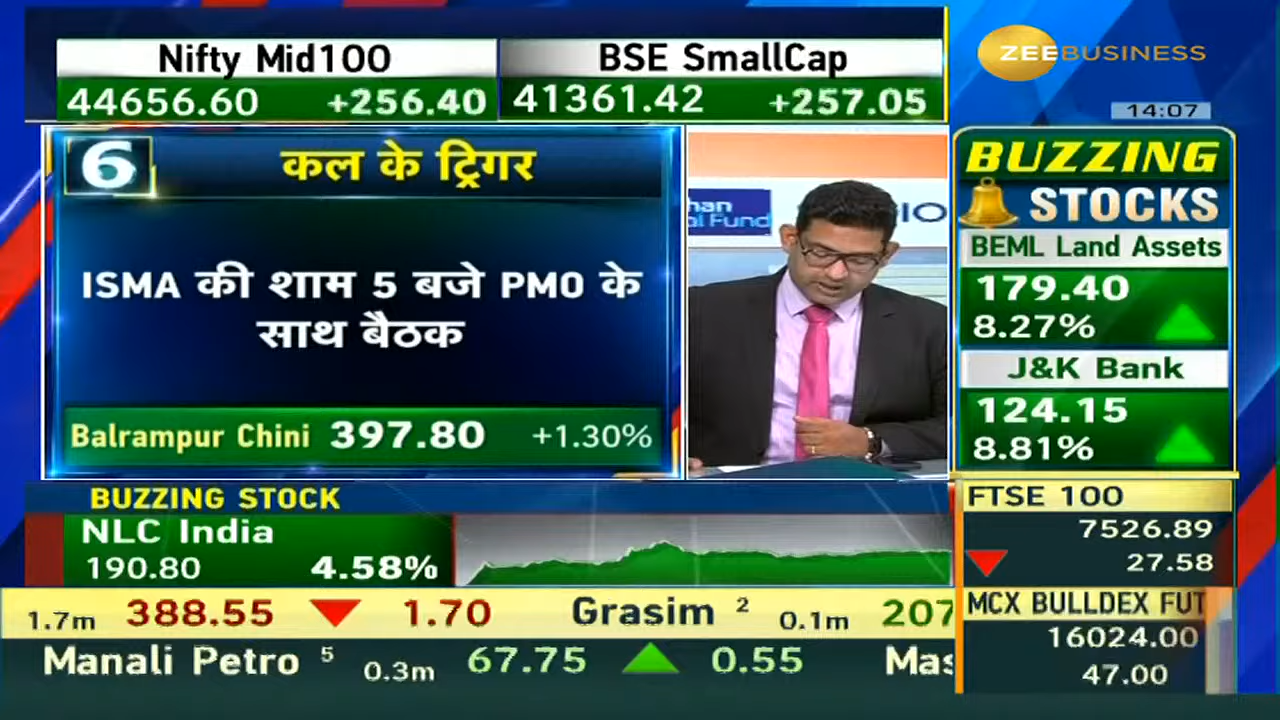 Nifty Mid100
44656.60 +256.40
BSE SmallCap
41361.42 +257.05
ZEEBUSINESS
14:07
6 कल के ट्रिगर
ISMA की शाम 5 बजे PMO के
साथ बैठक
Balrampur Chini 397.80 +1.30%
BUZZING
STOCKS
BEML Land Assets
179.40
8.27%
J&K Bank
124.15
8.81%
BUZZING STOCK
NLC India
190.80 4.58%
FTSE 100
7526.89
27.58
MCX BULLDEX FUT
16024.00
47.00
1.7m 388.55 1.70 Grasim 2 0.1m 207
Manali Petro 5 0.3m 67.75 0.55 Mas